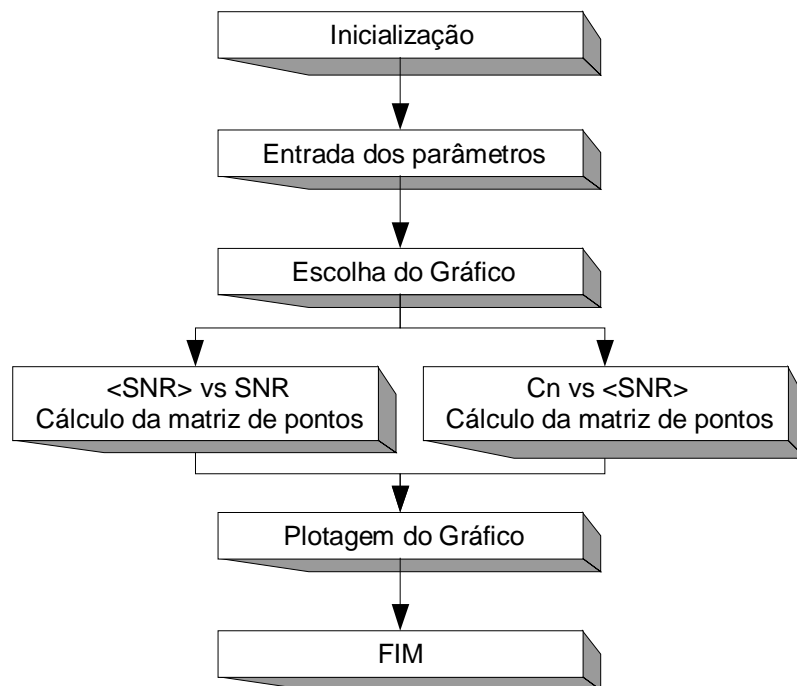 Inicialização
Entrada dos parâmetros
Escolha do Gráfico
<SNR> vs SNR
Cálculo da matriz de pontos
Cn vs <SNR>
Cálculo da matriz de pontos
Plotagem do Gráfico
FIM